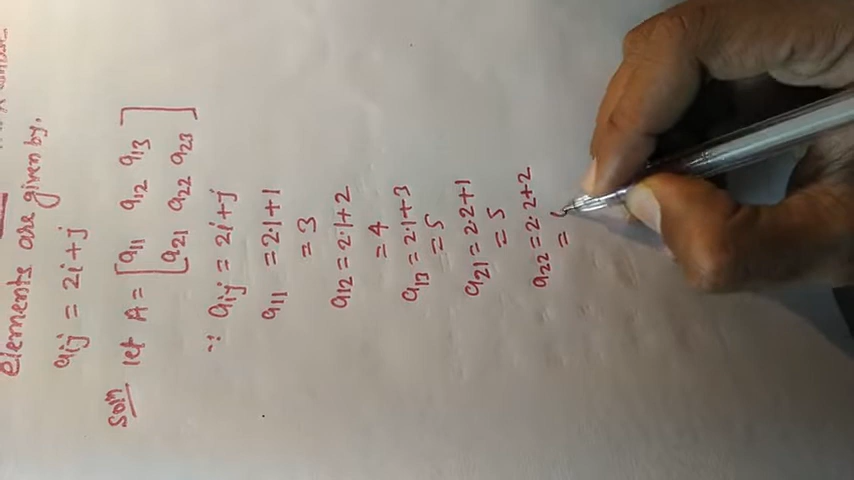 elements are given by.
aij = 2i+j
Soln let A = [a11 a12 a13
a21 a22 a23]
∵ aij = 2i+j
a11 = 2.1+1
= 3
a12 = 2.1+2
= 4
a13 = 2.1+3
= 5
a21 = 2.2+1
= 5
a22 = 2.2+2
=